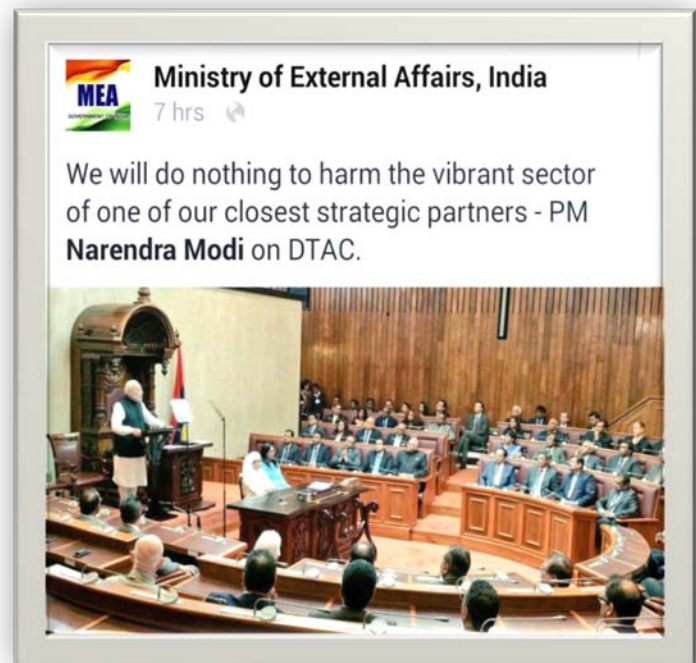 MEA
Ministry of External Affairs, India
7 hrs
We will do nothing to harm the vibrant sector
of one of our closest strategic partners - PM
Narendra Modi on DTAC.